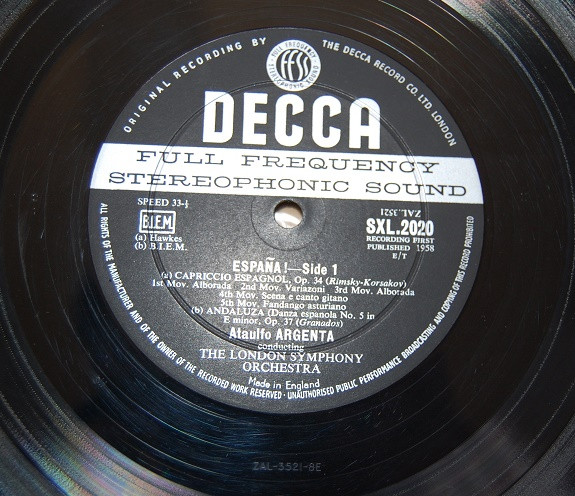 ORIGINAL RECORDING BY
THE DECCA RECORD CO. LTD. LONDON
FULL FREQUENCY
ffss
STEREOPHONIC SOUND
DECCA
FULL FREQUENCY
STEREOPHONIC SOUND
SPEED 33-⅓
ZAL.3521
B.I.E.M.
SXL.2020
(a) Hawkes
(b) B.I.E.M.
RECORDING FIRST
PUBLISHED 1958
E/T
ESPAÑA!—Side 1
(a) CAPRICCIO ESPAGNOL, Op. 34 (Rimsky-Korsakov)
1st Mov. Alborada 2nd Mov. Variazoni 3rd Mov. Alborada
4th Mov. Scena e canto gitano
5th Mov. Fandango asturiano
(b) ANDALUZA (Danza espanola No. 5 in
E minor, Op. 37 (Granados)
Ataulfo ARGENTA
conducting
THE LONDON SYMPHONY
ORCHESTRA
Made in England
ALL RIGHTS OF THE MANUFACTURER AND OF THE OWNER OF THE RECORDED WORK RESERVED · UNAUTHORISED PUBLIC PERFORMANCE BROADCASTING AND COPYING OF THIS RECORD PROHIBITED
ZAL-3521-8E